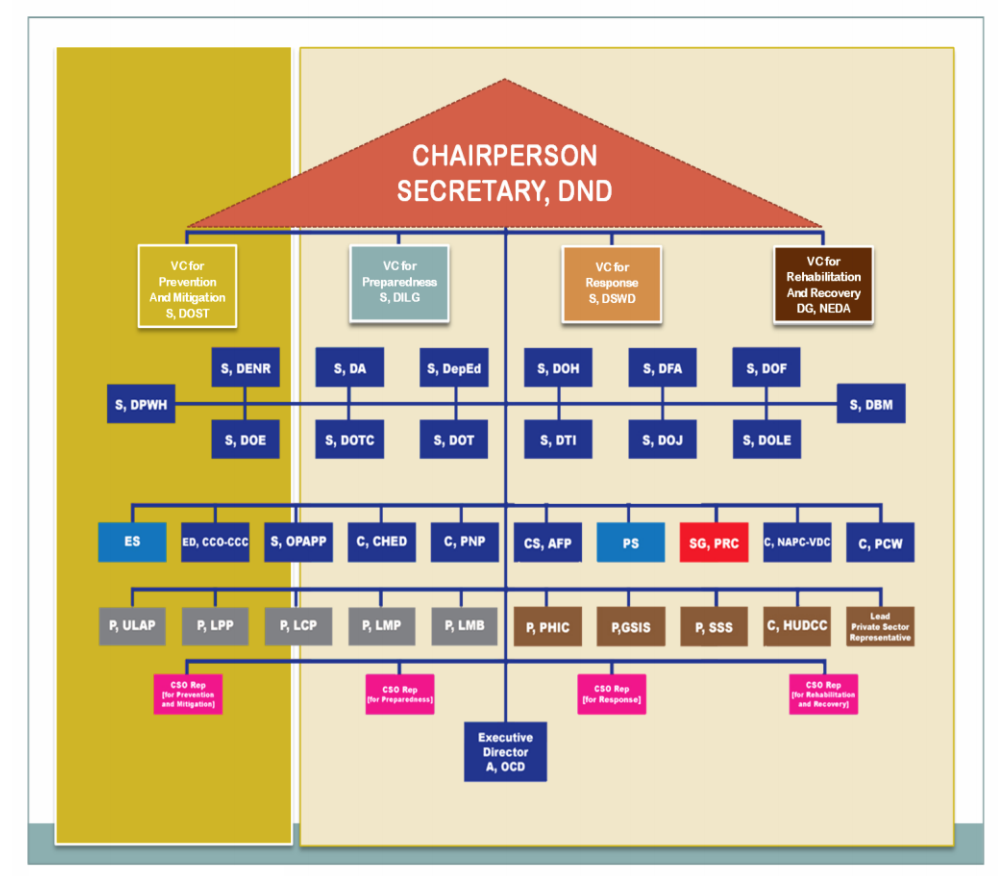 CHAIRPERSON
SECRETARY, DND
VC for
Prevention
And Mitigation
S, DOST
VC for
Preparedness
S, DILG
VC for
Response
S, DSWD
VC for
Rehabilitation
And Recovery
DG, NEDA
S, DENR
S, DA
S, DepEd
S, DOH
S, DFA
S, DOF
S, DPWH
S, DBM
S, DOE
S, DOTC
S, DOT
S, DTI
S, DOJ
S, DOLE
ES
ED, CCO-CCC
S, OPAPP
C, CHED
C, PNP
CS, AFP
PS
SG, PRC
C, NAPC-VDC
C, PCW
P, ULAP
P, LPP
P, LCP
P, LMP
P, LMB
P, PHIC
P,GSIS
P, SSS
C, HUDCC
Lead
Private Sector
Representative
CSO Rep
[for Prevention
and Mitigation]
CSO Rep
[for Preparedness]
CSO Rep
[for Response]
CSO Rep
[for Rehabilitation
and Recovery]
Executive
Director
A, OCD